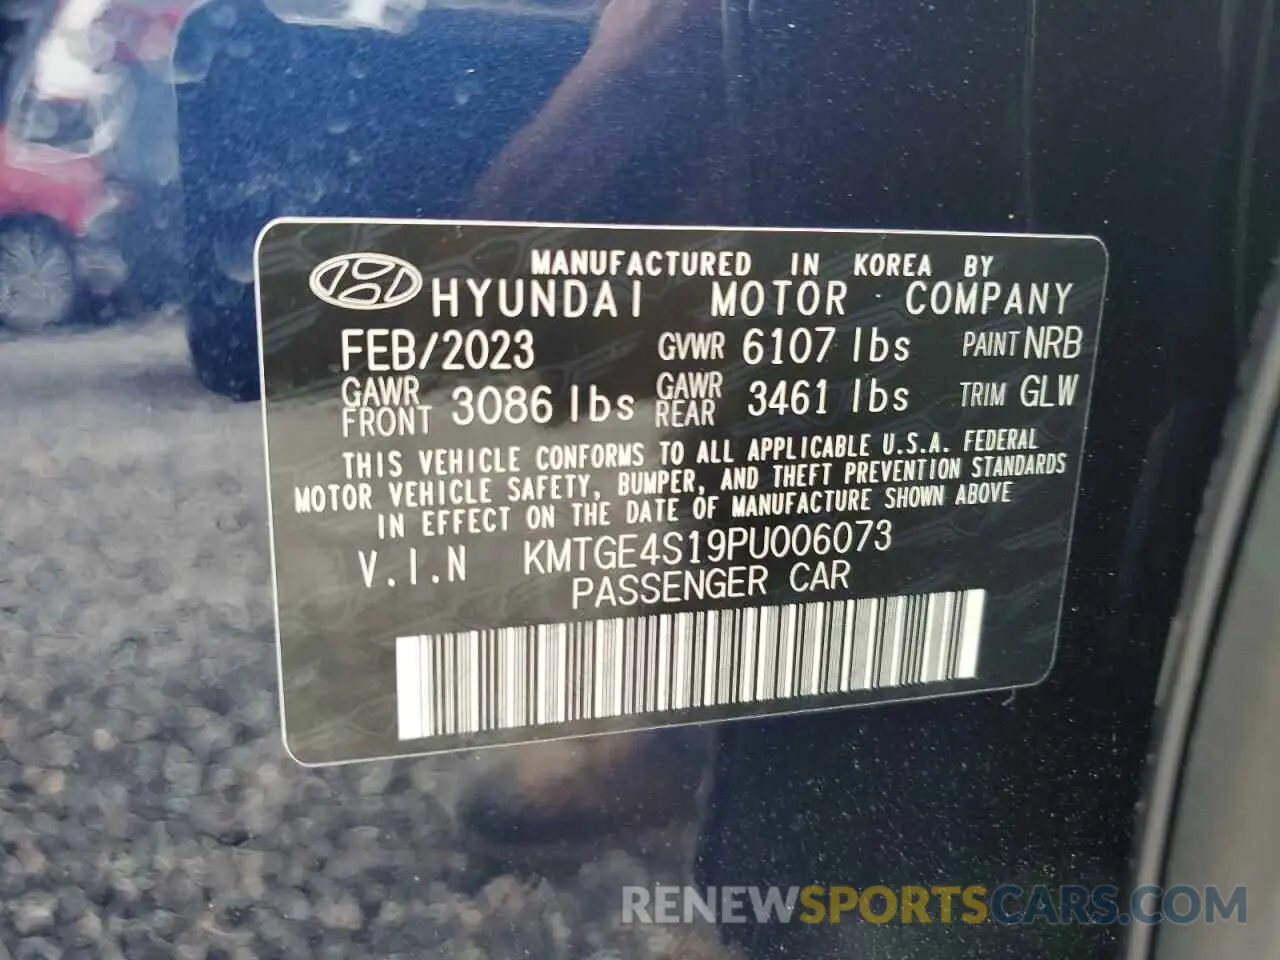 MANUFACTURED IN KOREA BY
HYUNDAI MOTOR COMPANY
FEB/2023 GVWR 6107 lbs PAINT NRB
GAWR FRONT 3086 lbs GAWR REAR 3461 lbs TRIM GLW
THIS VEHICLE CONFORMS TO ALL APPLICABLE U.S.A. FEDERAL
MOTOR VEHICLE SAFETY, BUMPER, AND THEFT PREVENTION STANDARDS
IN EFFECT ON THE DATE OF MANUFACTURE SHOWN ABOVE
V.I.N KMTGE4S19PU006073
PASSENGER CAR
RENEWSPORTSCARS.COM